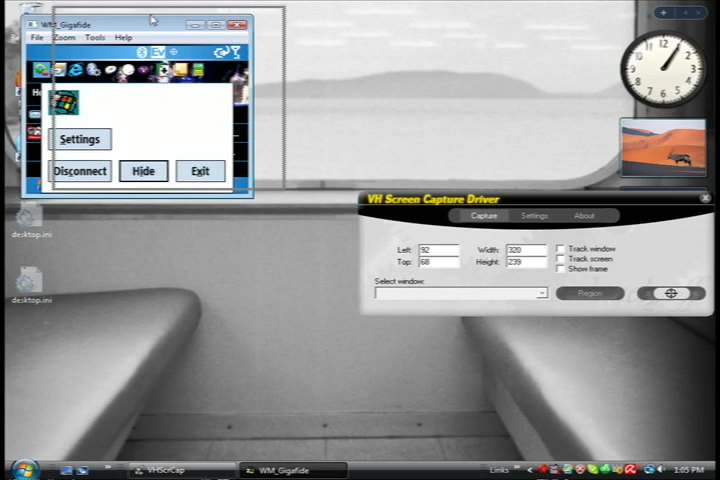 WM_Gigafide
File Zoom Tools Help
EV
Settings
Disconnect Hide Exit
desktop.ini
desktop.ini
12
VH Screen Capture Driver
Capture Settings About
Left: 92 Width: 320 Track window
Top: 68 Height: 239 Track screen
Show frame
Select window:
Region
VHScrCap WM_Gigafide Links 1:05 PM